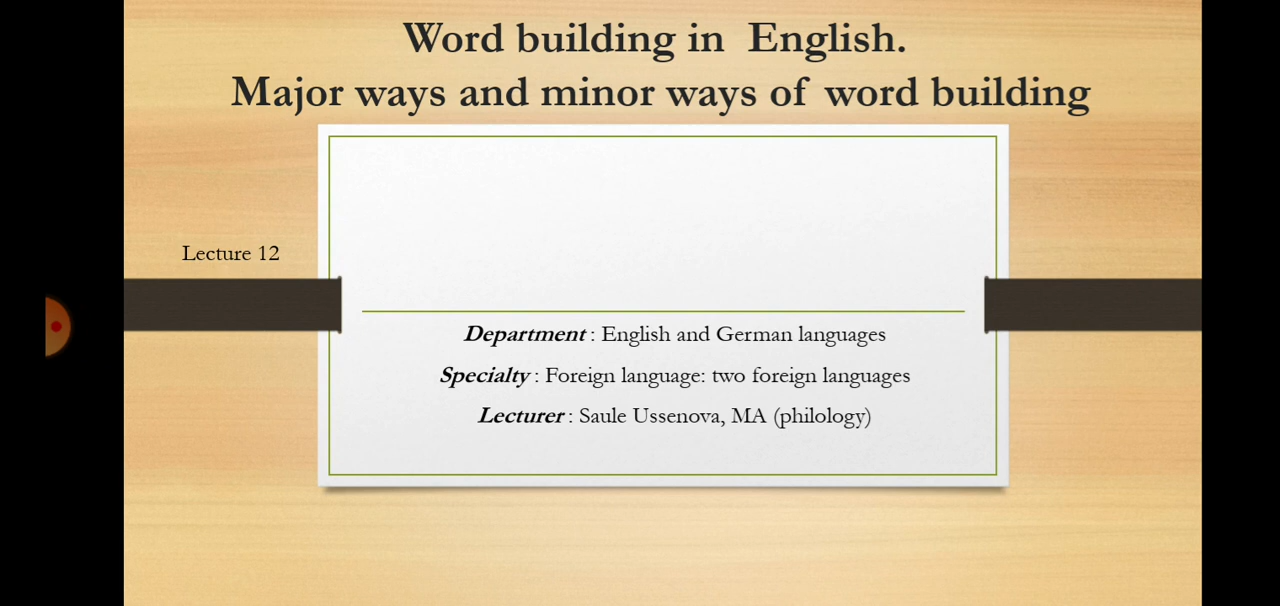 Word building in English.
Major ways and minor ways of word building
Lecture 12
Department : English and German languages
Specialty : Foreign language: two foreign languages
Lecturer : Saule Ussenova, MA (philology)